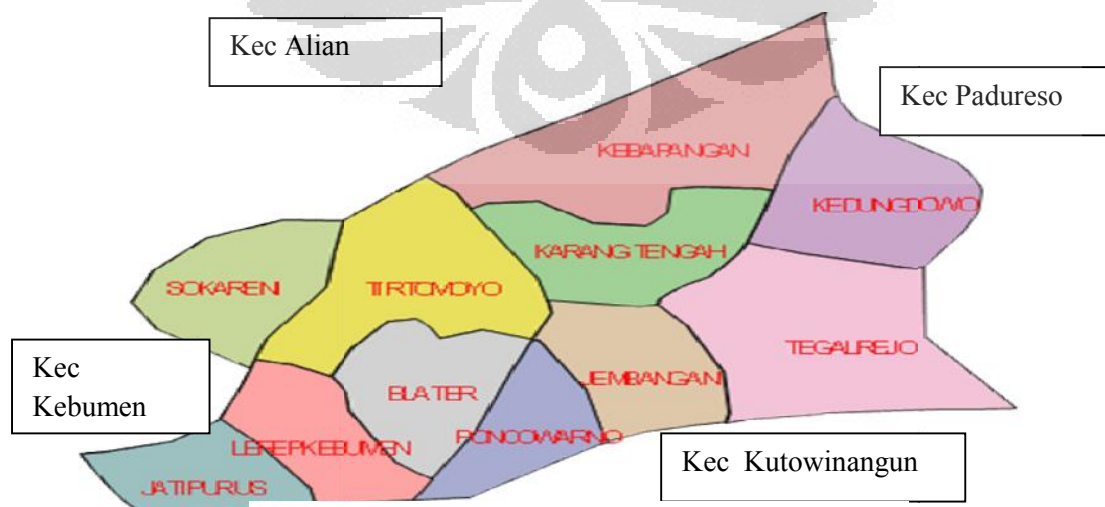 Kec Alian
Kec Padureso
KEBAPANGAN
KEDUNGDOWO
KARANG TENGAH
SOKARENI
TIRTOMOYO
TEGALREJO
Kec
Kebumen
BLATER
JEMBANGAN
LEREPKEBUMEN
PONCOWARNO
Kec Kutowinangun
JATIPURUS